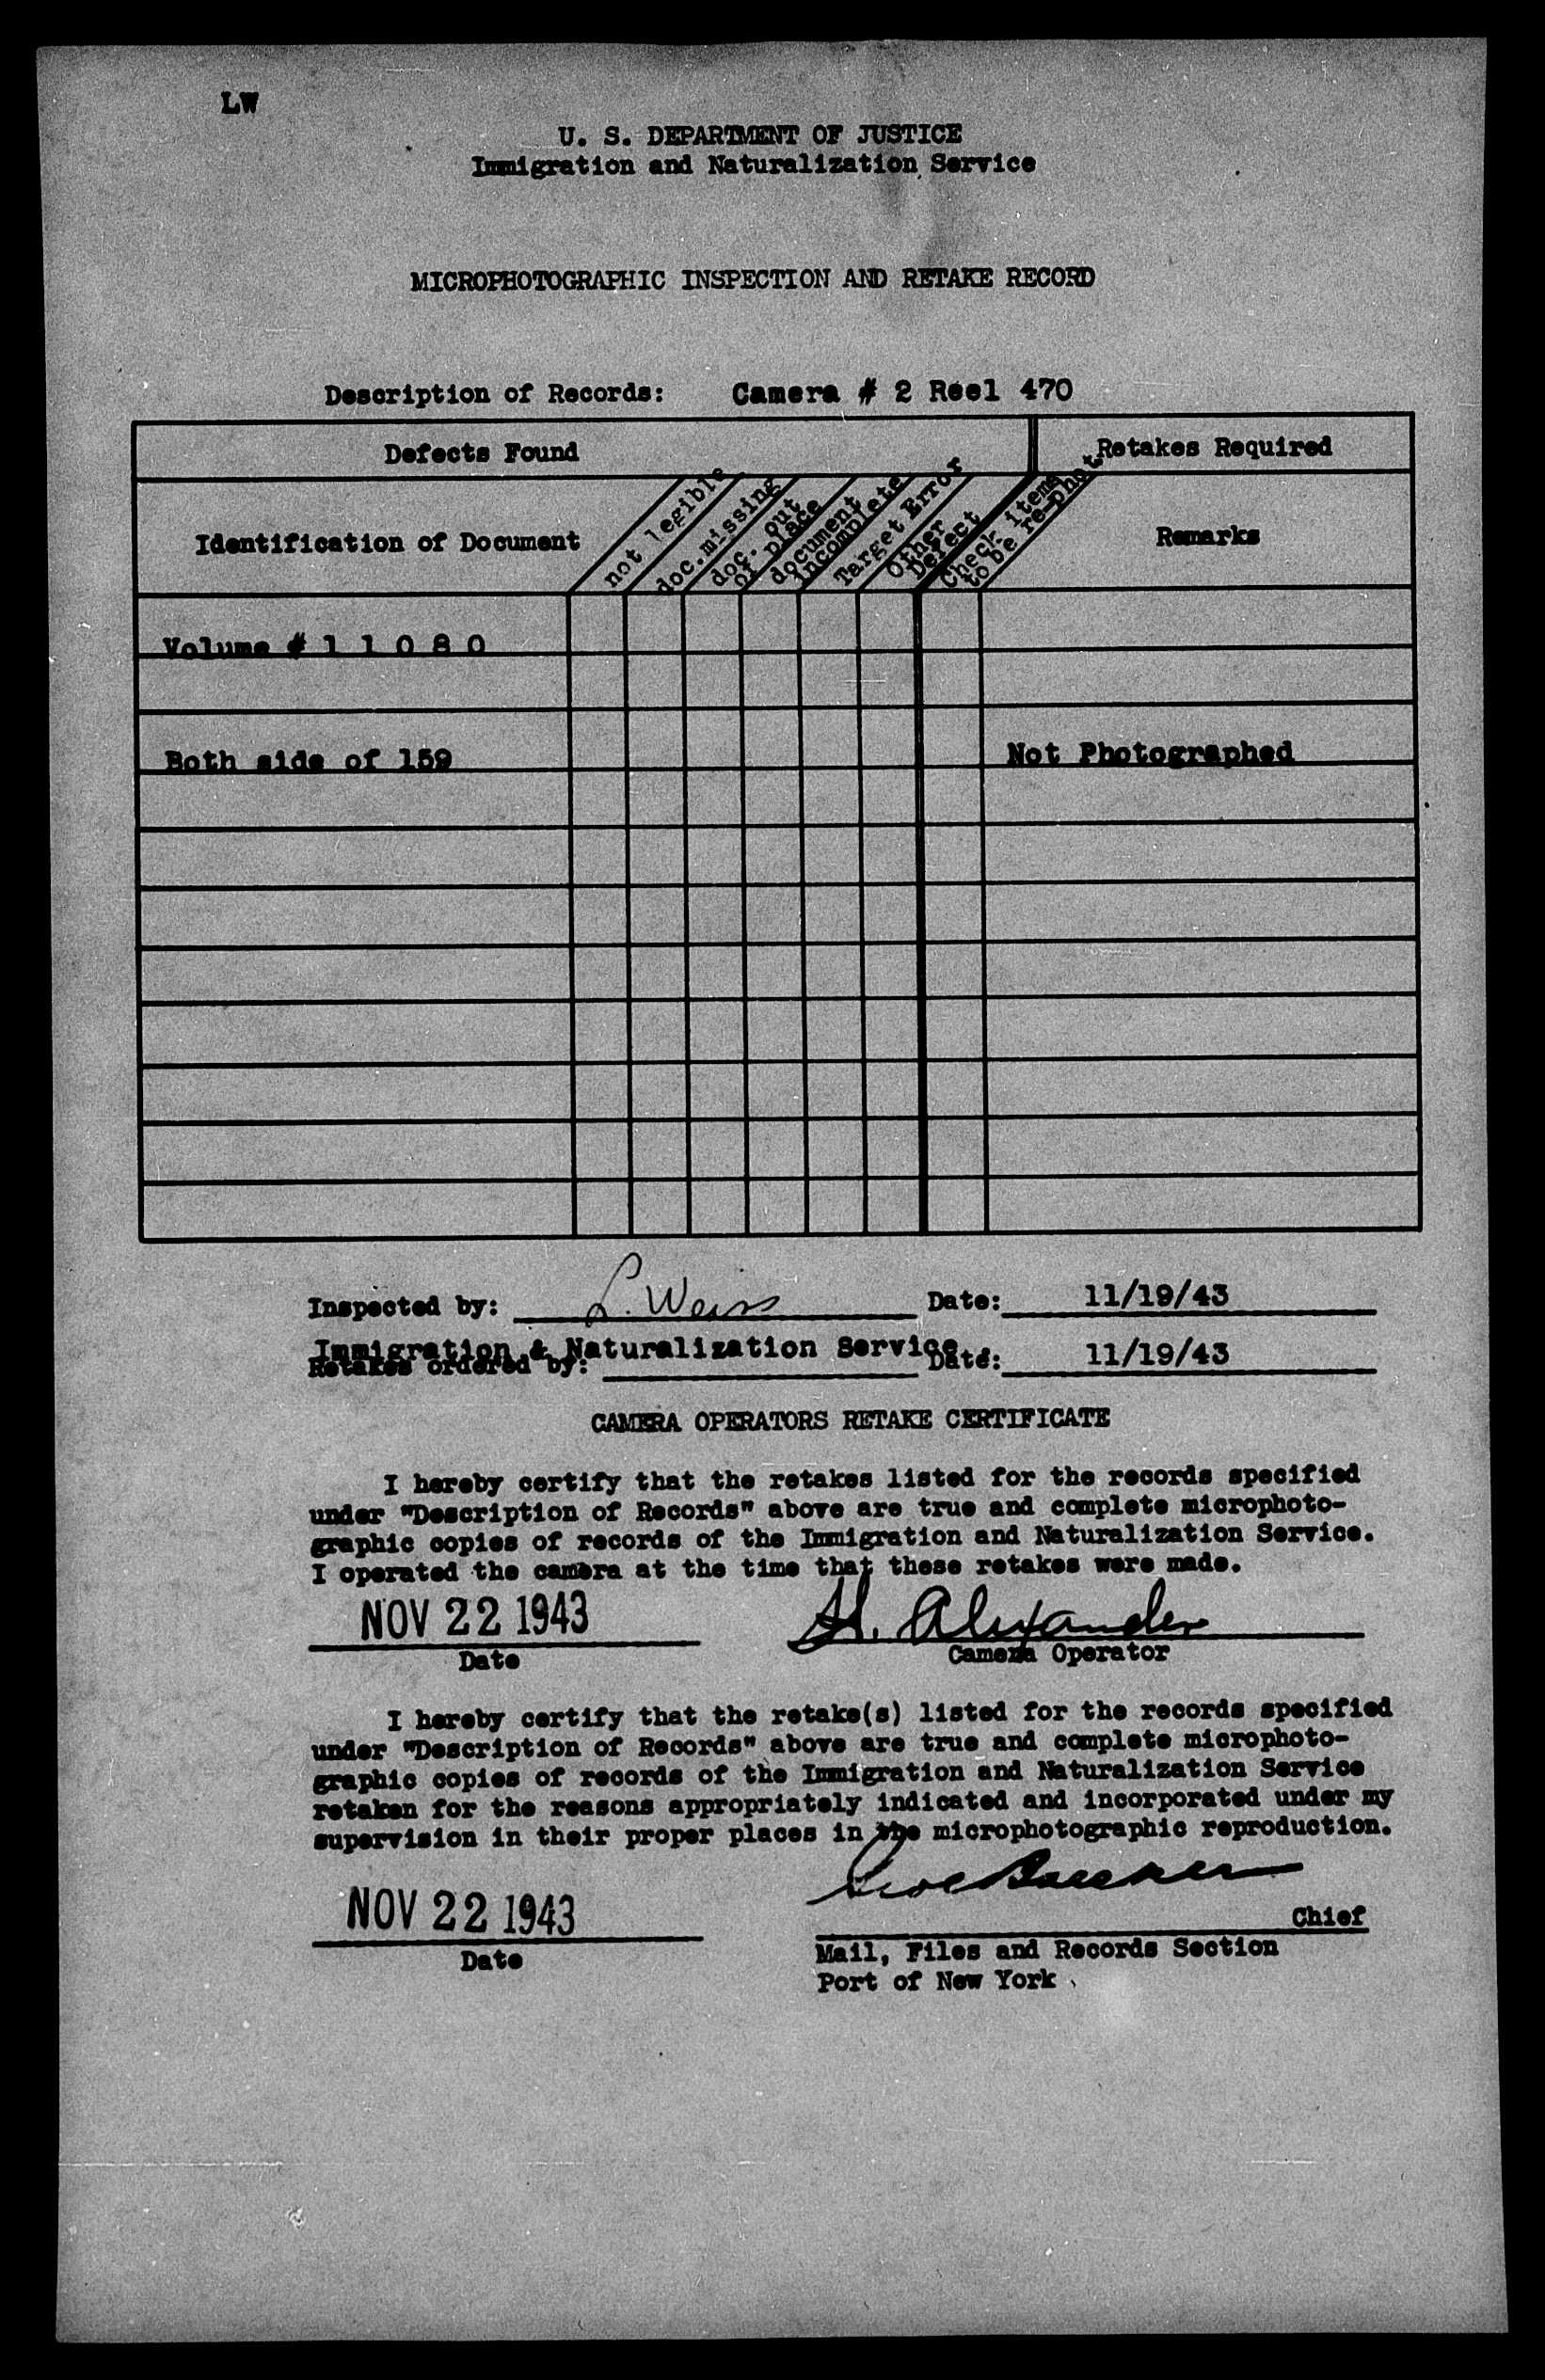 LW
U. S. DEPARTMENT OF JUSTICE
Immigration and Naturalization Service
MICROPHOTOGRAPHIC INSPECTION AND RETAKE RECORD
Description of Records: Camera # 2 Reel 470
Defects Found
Retakes Required
Identification of Document
not legible
doc.missing
doc. out
of place
document
incomplete
Target Error
Other
Defect
Check items
to be re-phot
Remarks
Volume # 1 1 0 8 0
Both side of 159 Not Photographed
Inspected by: L. Weiss Date: 11/19/43
Immigration & Naturalization Service
Retakes ordered by: Date: 11/19/43
CAMERA OPERATORS RETAKE CERTIFICATE
I hereby certify that the retakes listed for the records specified
under "Description of Records" above are true and complete microphoto-
graphic copies of records of the Immigration and Naturalization Service.
I operated the camera at the time that these retakes were made.
NOV 22 1943 H. Alexander
Date Camera Operator
I hereby certify that the retake(s) listed for the records specified
under "Description of Records" above are true and complete microphoto-
graphic copies of records of the Immigration and Naturalization Service
retaken for the reasons appropriately indicated and incorporated under my
supervision in their proper places in the microphotographic reproduction.
NOV 22 1943
Chief
Date
Mail, Files and Records Section
Port of New York